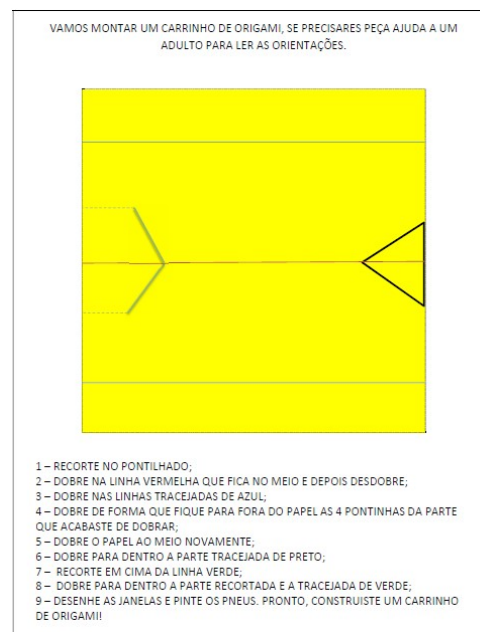 VAMOS MONTAR UM CARRINHO DE ORIGAMI, SE PRECISARES PEÇA AJUDA A UM
ADULTO PARA LER AS ORIENTAÇÕES.
1 – RECORTE NO PONTILHADO;
2 – DOBRE NA LINHA VERMELHA QUE FICA NO MEIO E DEPOIS DESDOBRE;
3 – DOBRE NAS LINHAS TRACEJADAS DE AZUL;
4 – DOBRE DE FORMA QUE FIQUE PARA FORA DO PAPEL AS 4 PONTINHAS DA PARTE
QUE ACABASTE DE DOBRAR;
5 – DOBRE O PAPEL AO MEIO NOVAMENTE;
6 – DOBRE PARA DENTRO A PARTE TRACEJADA DE PRETO;
7 – RECORTE EM CIMA DA LINHA VERDE;
8 – DOBRE PARA DENTRO A PARTE RECORTADA E A TRACEJADA DE VERDE;
9 – DESENHE AS JANELAS E PINTE OS PNEUS. PRONTO, CONSTRUISTE UM CARRINHO
DE ORIGAMI!